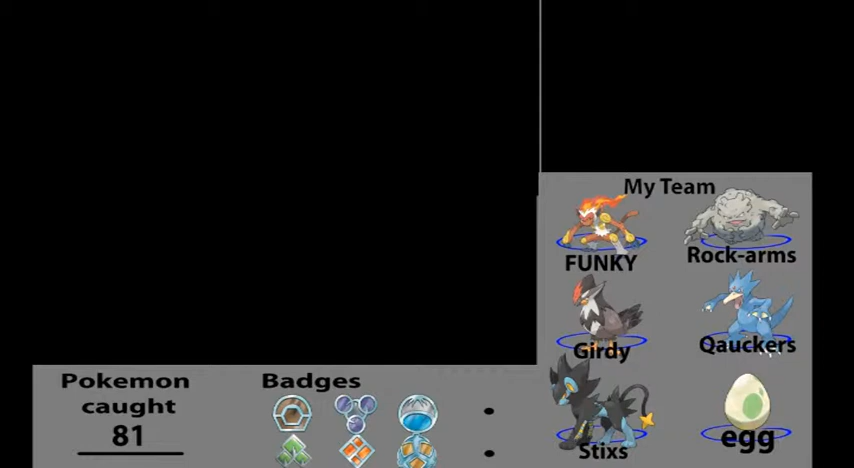 My Team
FUNKY
Rock-arms
Girdy
Qauckers
Pokemon
caught
81
Badges
Stixs
egg